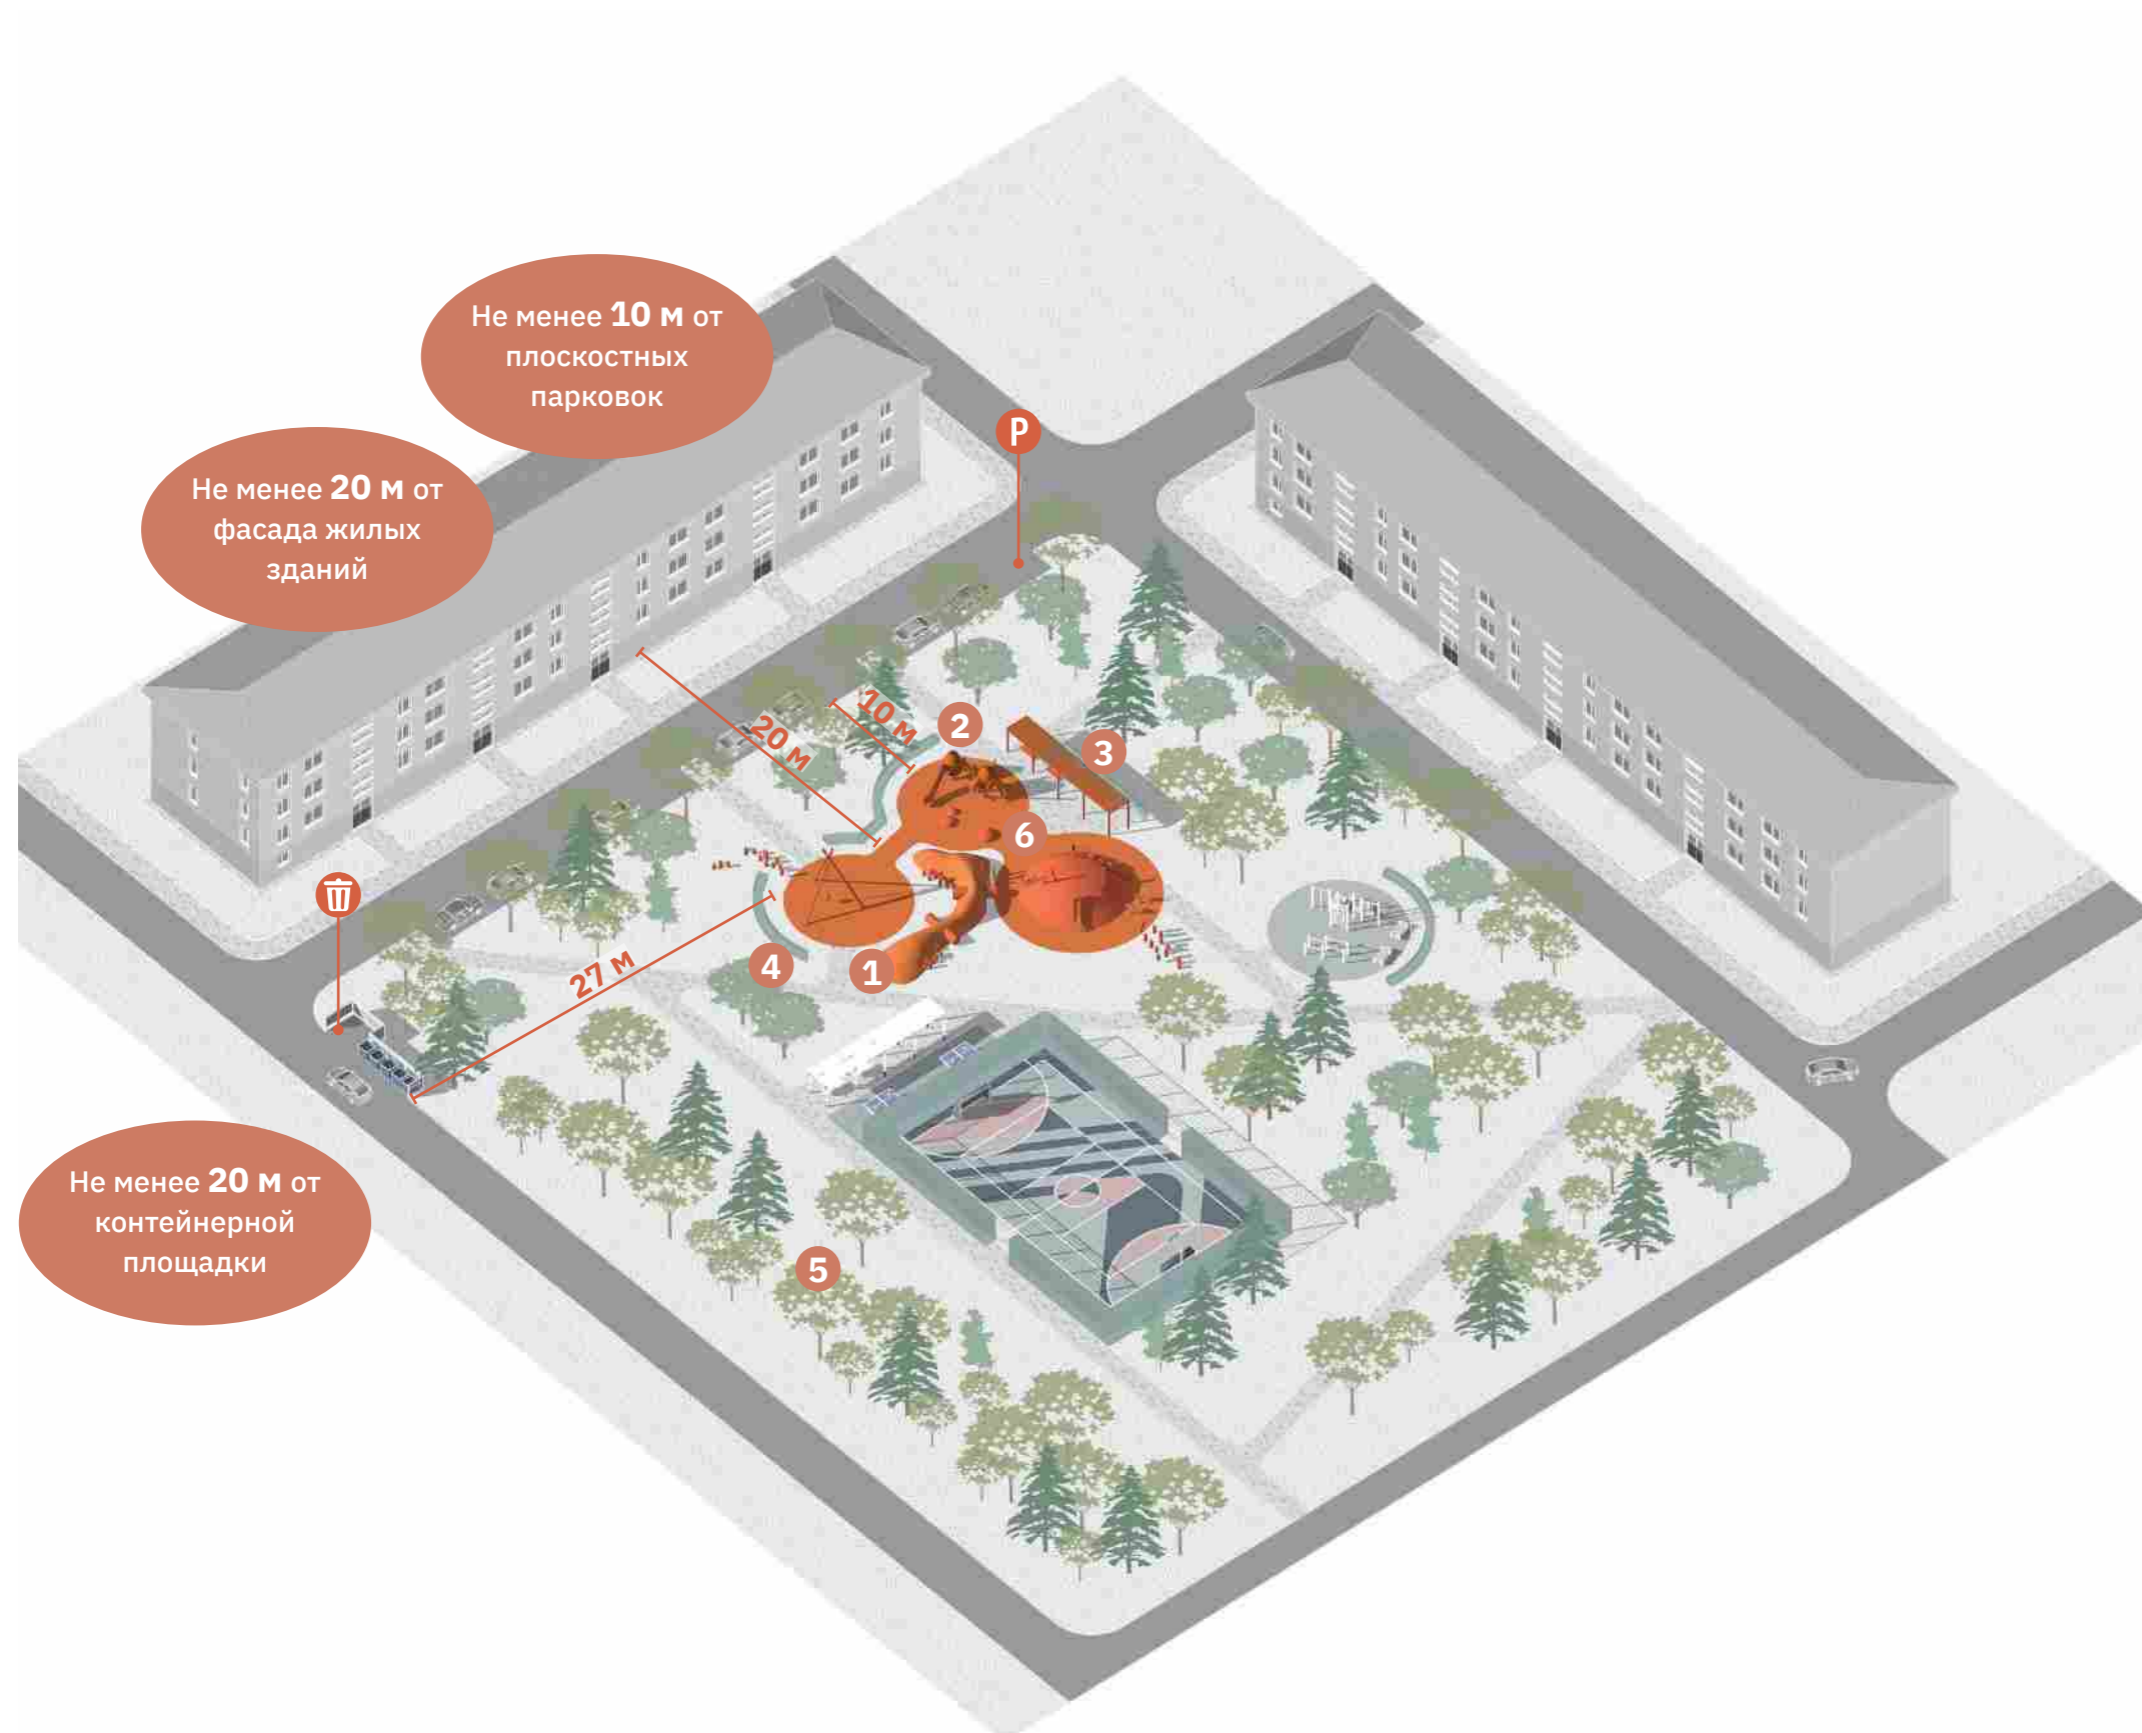 Не менее 10 м от
плоскостных
парковок
Не менее 20 м от
фасада жилых
зданий
P
10 м
20 м
2
3
6
27 м
4
1
Не менее 20 м от
контейнерной
площадки
5